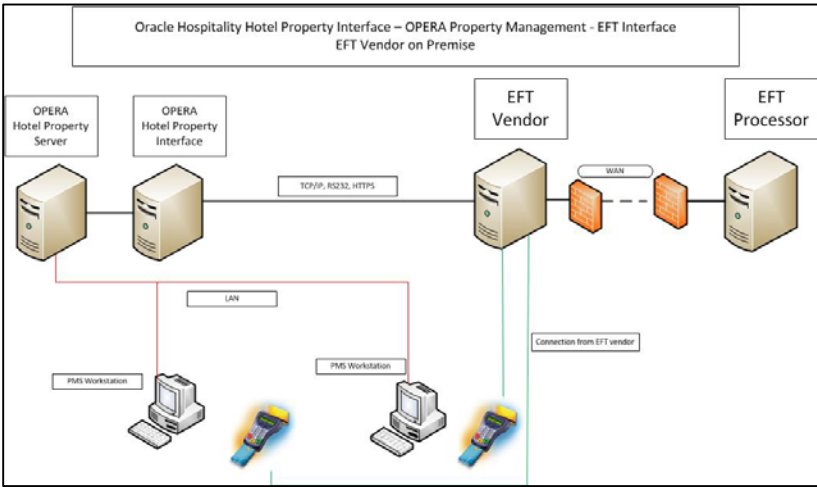 Oracle Hospitality Hotel Property Interface – OPERA Property Management - EFT Interface
EFT Vendor on Premise
OPERA
Hotel Property
Server
OPERA
Hotel Property
Interface
EFT
Vendor
EFT
Processor
WAN
TCP/IP, RS232, HTTPS
LAN
Connection from EFT vendor
PMS Workstation
PMS Workstation